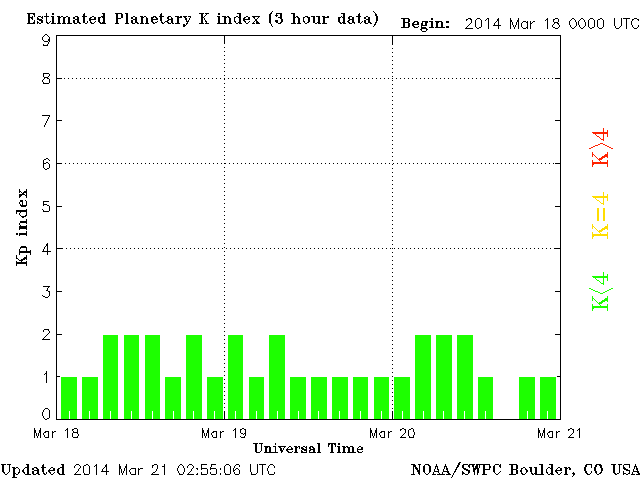 Estimated Planetary K index (3 hour data) Begin: 2014 Mar 18 0000 UTC
9
8
7
6
5
4
3
2
1
0
Kp index
K>4
K=4
K<4
Mar 18 Mar 19 Mar 20 Mar 21
Universal Time
Updated 2014 Mar 21 02:55:06 UTC NOAA/SWPC Boulder, CO USA